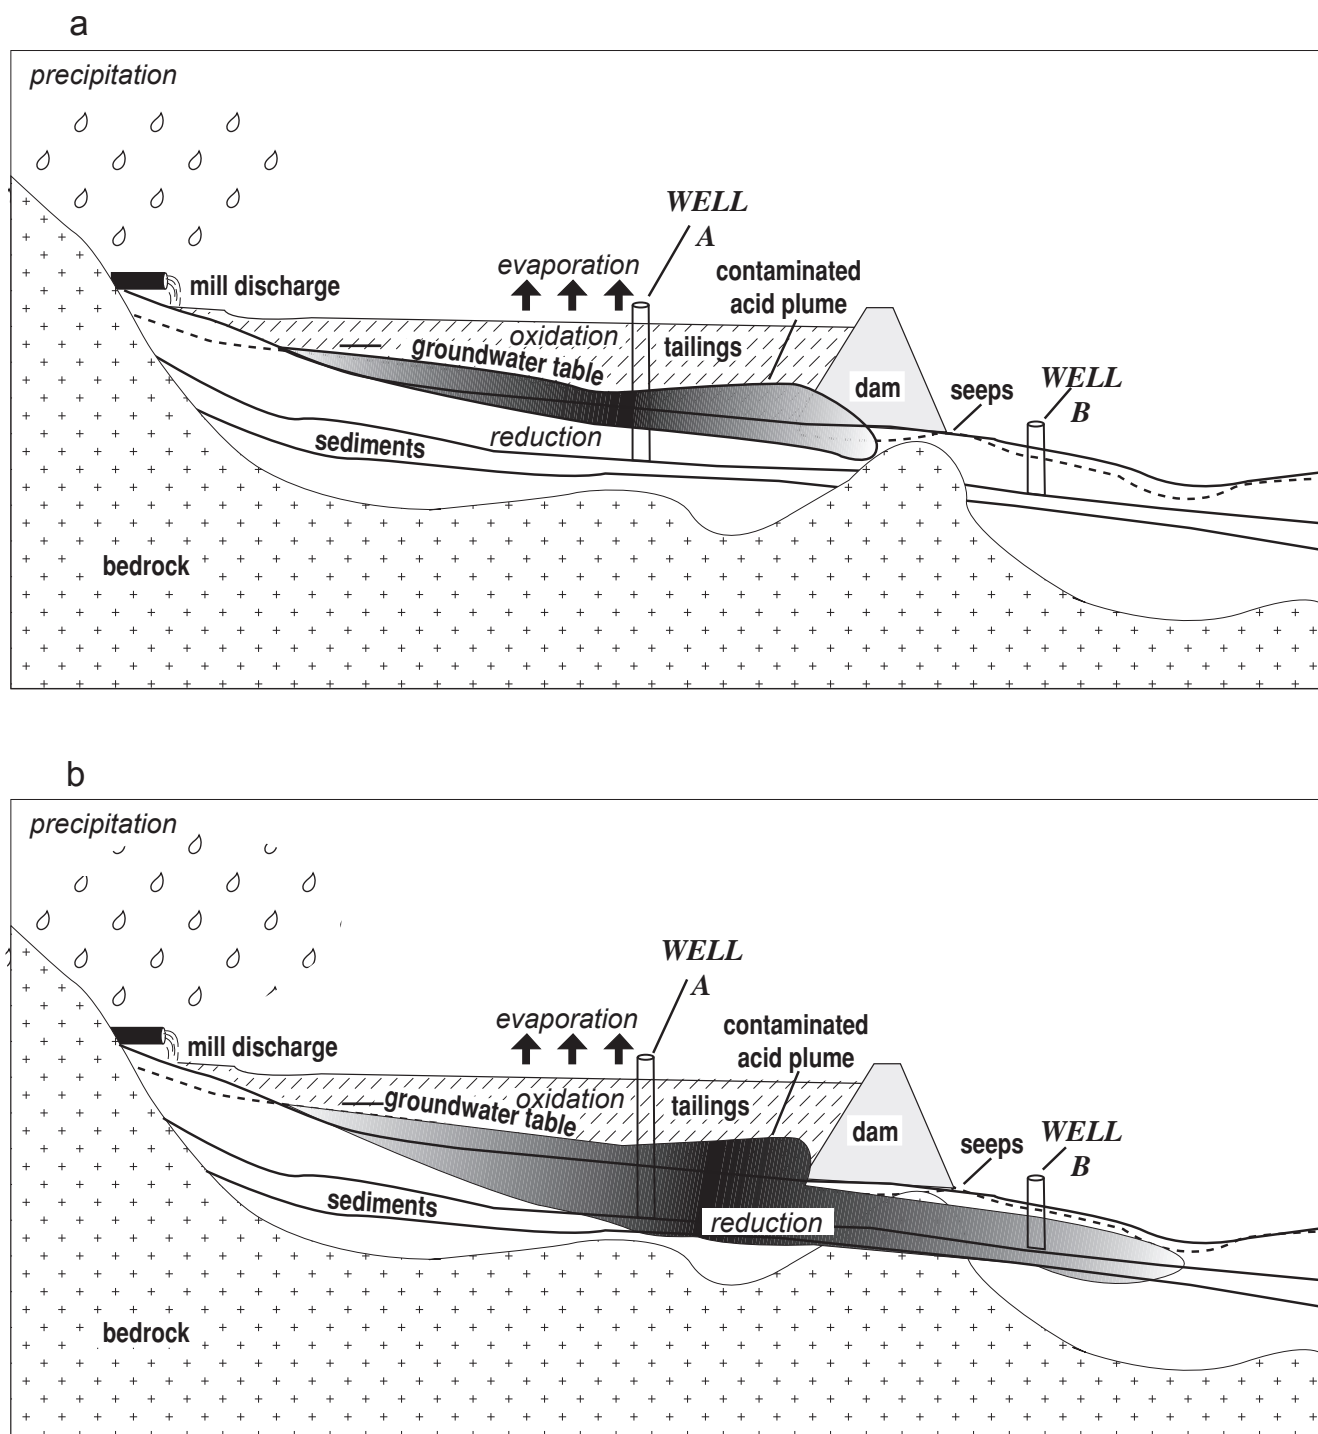 a
precipitation
WELL
A
evaporation
contaminated
acid plume
mill discharge
oxidation
groundwater table
tailings
dam
seeps
WELL
B
reduction
sediments
bedrock
b
precipitation
WELL
A
evaporation
contaminated
acid plume
mill discharge
oxidation
groundwater table
tailings
dam
seeps
WELL
B
sediments
reduction
bedrock